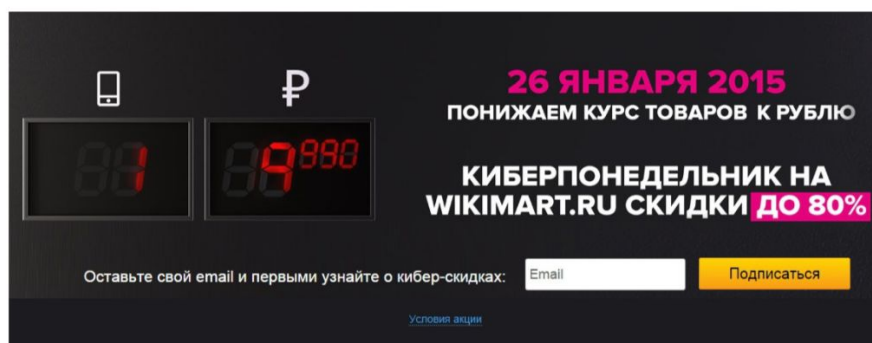 ₽
26 ЯНВАРЯ 2015
ПОНИЖАЕМ КУРС ТОВАРОВ К РУБЛЮ
1
9 990
КИБЕРПОНЕДЕЛЬНИК НА
WIKIMART.RU СКИДКИ ДО 80%
Оставьте свой email и первыми узнайте о кибер-скидках:
Email
Подписаться
Условия акции